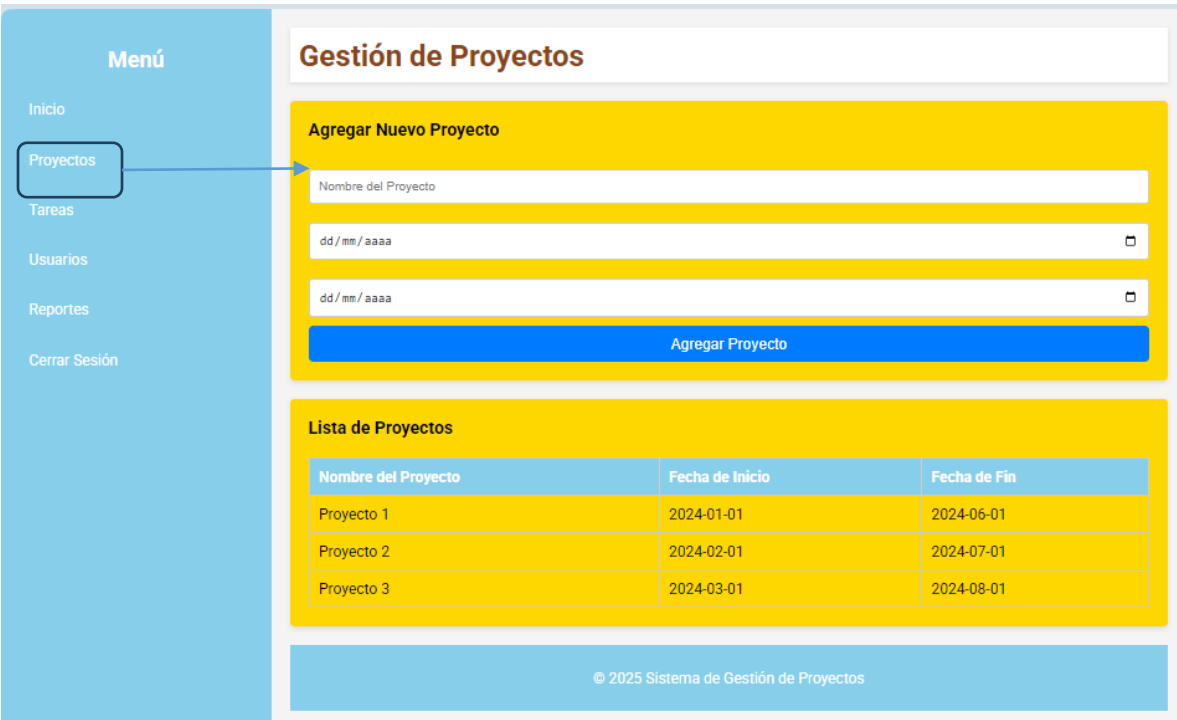 Menú
Inicio
Proyectos
Tareas
Usuarios
Reportes
Cerrar Sesión
Gestión de Proyectos
Agregar Nuevo Proyecto
Nombre del Proyecto
dd/mm/aaaa
dd/mm/aaaa
Agregar Proyecto
Lista de Proyectos
Nombre del Proyecto Fecha de Inicio Fecha de Fin
Proyecto 1 2024-01-01 2024-06-01
Proyecto 2 2024-02-01 2024-07-01
Proyecto 3 2024-03-01 2024-08-01
© 2025 Sistema de Gestión de Proyectos